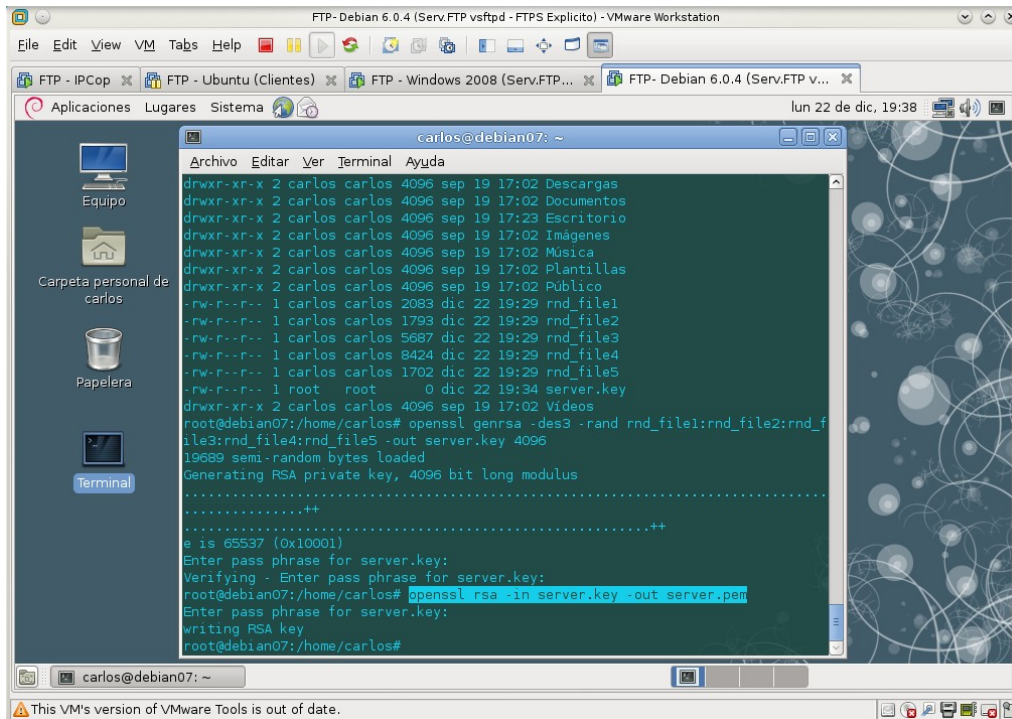 FTP- Debian 6.0.4 (Serv.FTP vsftpd - FTPS Explicito) - VMware Workstation
File Edit View VM Tabs Help
FTP - IPCop FTP - Ubuntu (Clientes) FTP - Windows 2008 (Serv.FTP... FTP- Debian 6.0.4 (Serv.FTP v...
Aplicaciones Lugares Sistema lun 22 de dic, 19:38
carlos@debian07: ~
Archivo Editar Ver Terminal Ayuda
Equipo
Carpeta personal de
carlos
Papelera
Terminal
drwxr-xr-x 2 carlos carlos 4096 sep 19 17:02 Descargas
drwxr-xr-x 2 carlos carlos 4096 sep 19 17:02 Documentos
drwxr-xr-x 2 carlos carlos 4096 sep 19 17:23 Escritorio
drwxr-xr-x 2 carlos carlos 4096 sep 19 17:02 Imágenes
drwxr-xr-x 2 carlos carlos 4096 sep 19 17:02 Música
drwxr-xr-x 2 carlos carlos 4096 sep 19 17:02 Plantillas
drwxr-xr-x 2 carlos carlos 4096 sep 19 17:02 Público
-rw-r--r-- 1 carlos carlos 2083 dic 22 19:29 rnd_file1
-rw-r--r-- 1 carlos carlos 1793 dic 22 19:29 rnd_file2
-rw-r--r-- 1 carlos carlos 5687 dic 22 19:29 rnd_file3
-rw-r--r-- 1 carlos carlos 8424 dic 22 19:29 rnd_file4
-rw-r--r-- 1 carlos carlos 1702 dic 22 19:29 rnd_file5
-rw-r--r-- 1 root root 0 dic 22 19:34 server.key
drwxr-xr-x 2 carlos carlos 4096 sep 19 17:02 Vídeos
root@debian07:/home/carlos# openssl genrsa -des3 -rand rnd_file1:rnd_file2:rnd_f
ile3:rnd_file4:rnd_file5 -out server.key 4096
19689 semi-random bytes loaded
Generating RSA private key, 4096 bit long modulus
..............................................................................
...............++
.........................................................++
e is 65537 (0x10001)
Enter pass phrase for server.key:
Verifying - Enter pass phrase for server.key:
root@debian07:/home/carlos# openssl rsa -in server.key -out server.pem
Enter pass phrase for server.key:
writing RSA key
root@debian07:/home/carlos#
carlos@debian07: ~
This VM's version of VMware Tools is out of date.